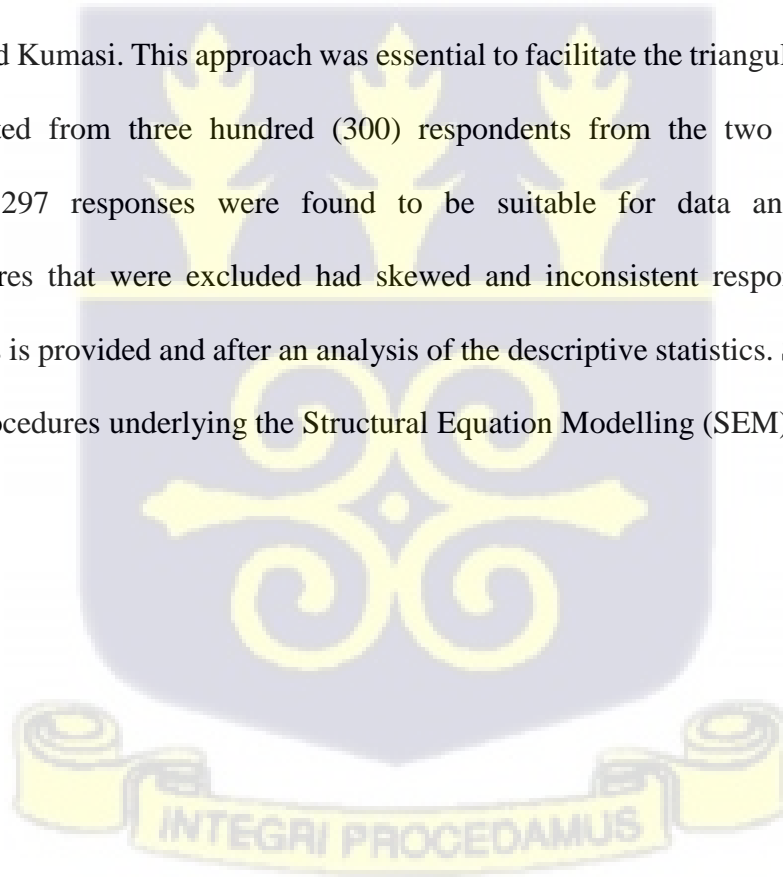 d Kumasi. This approach was essential to facilitate the triangul
ted from three hundred (300) respondents from the two
297 responses were found to be suitable for data an
res that were excluded had skewed and inconsistent respo
s is provided and after an analysis of the descriptive statistics.
ocedures underlying the Structural Equation Modelling (SEM)
INTEGRI PROCEDAMUS